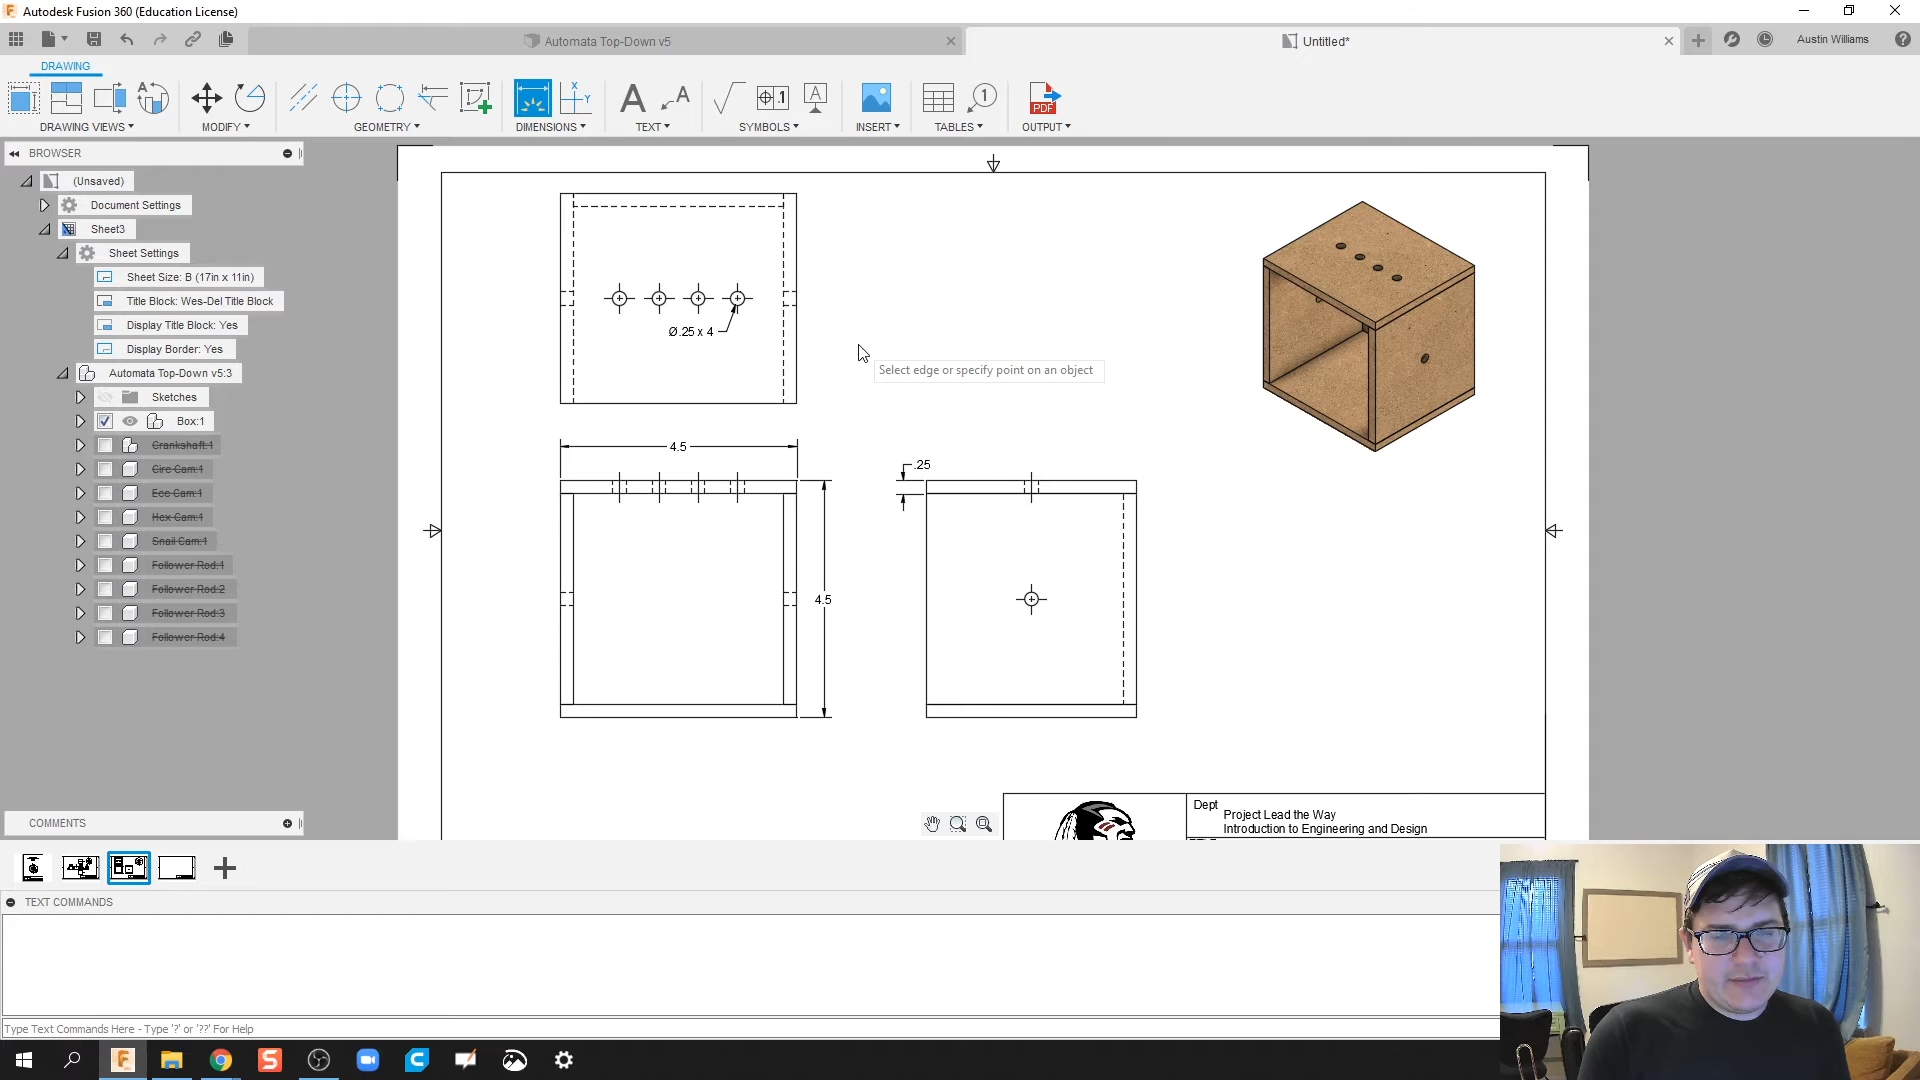 Autodesk Fusion 360 (Education License)
Automata Top-Down v5
Untitled*
Austin Williams
DRAWING
DRAWING VIEWS
MODIFY
GEOMETRY
DIMENSIONS
TEXT
SYMBOLS
INSERT
TABLES
OUTPUT
BROWSER
(Unsaved)
Document Settings
Sheet3
Sheet Settings
Sheet Size: B (17in x 11in)
Title Block: Wes-Del Title Block
Display Title Block: Yes
Display Border: Yes
Automata Top-Down v5:3
Sketches
Box:1
Crankshaft:1
Circ Cam:1
Ecc Cam:1
Hex Cam:1
Snail Cam:1
Follower Rod:1
Follower Rod:2
Follower Rod:3
Follower Rod:4
Ø.25 x 4
Select edge or specify point on an object
4.5
.25
4.5
Dept
Project Lead the Way
Introduction to Engineering and Design
COMMENTS
TEXT COMMANDS
Type Text Commands Here - Type '?' or '??' For Help